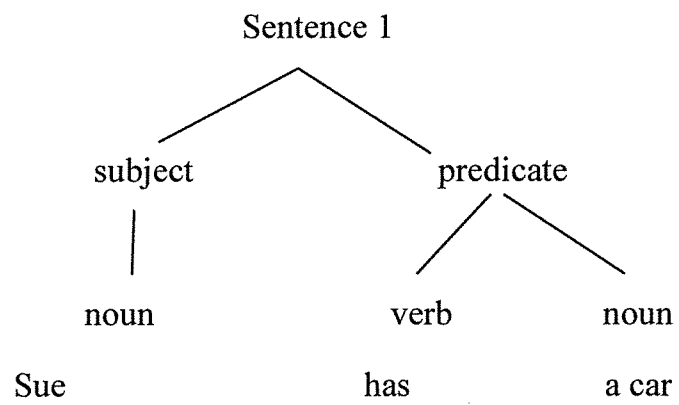 Sentence 1
subject predicate
noun verb noun
Sue has a car